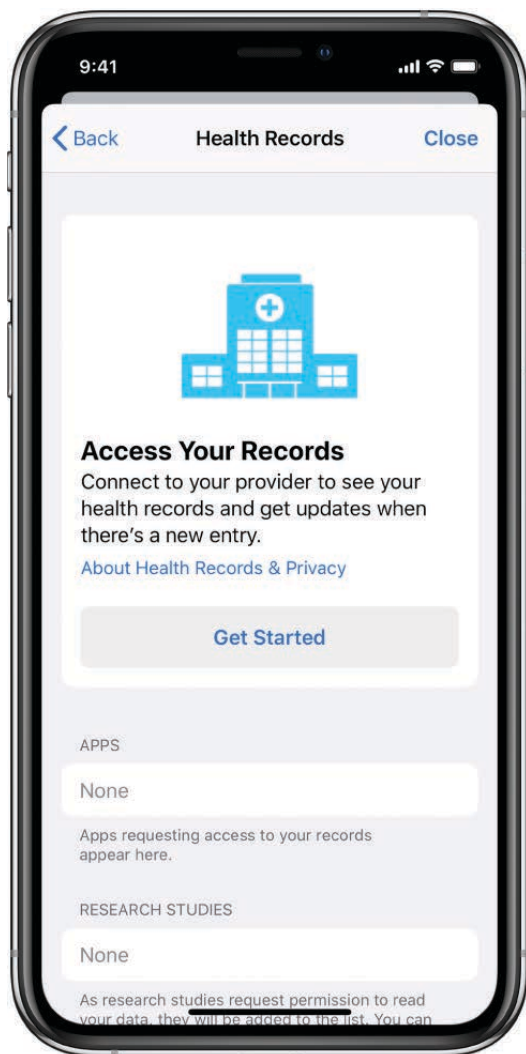 9:41
Back Health Records Close
Access Your Records
Connect to your provider to see your
health records and get updates when
there's a new entry.
About Health Records & Privacy
Get Started
APPS
None
Apps requesting access to your records
appear here.
RESEARCH STUDIES
None
As research studies request permission to read
your data, they will be added to the list. You can